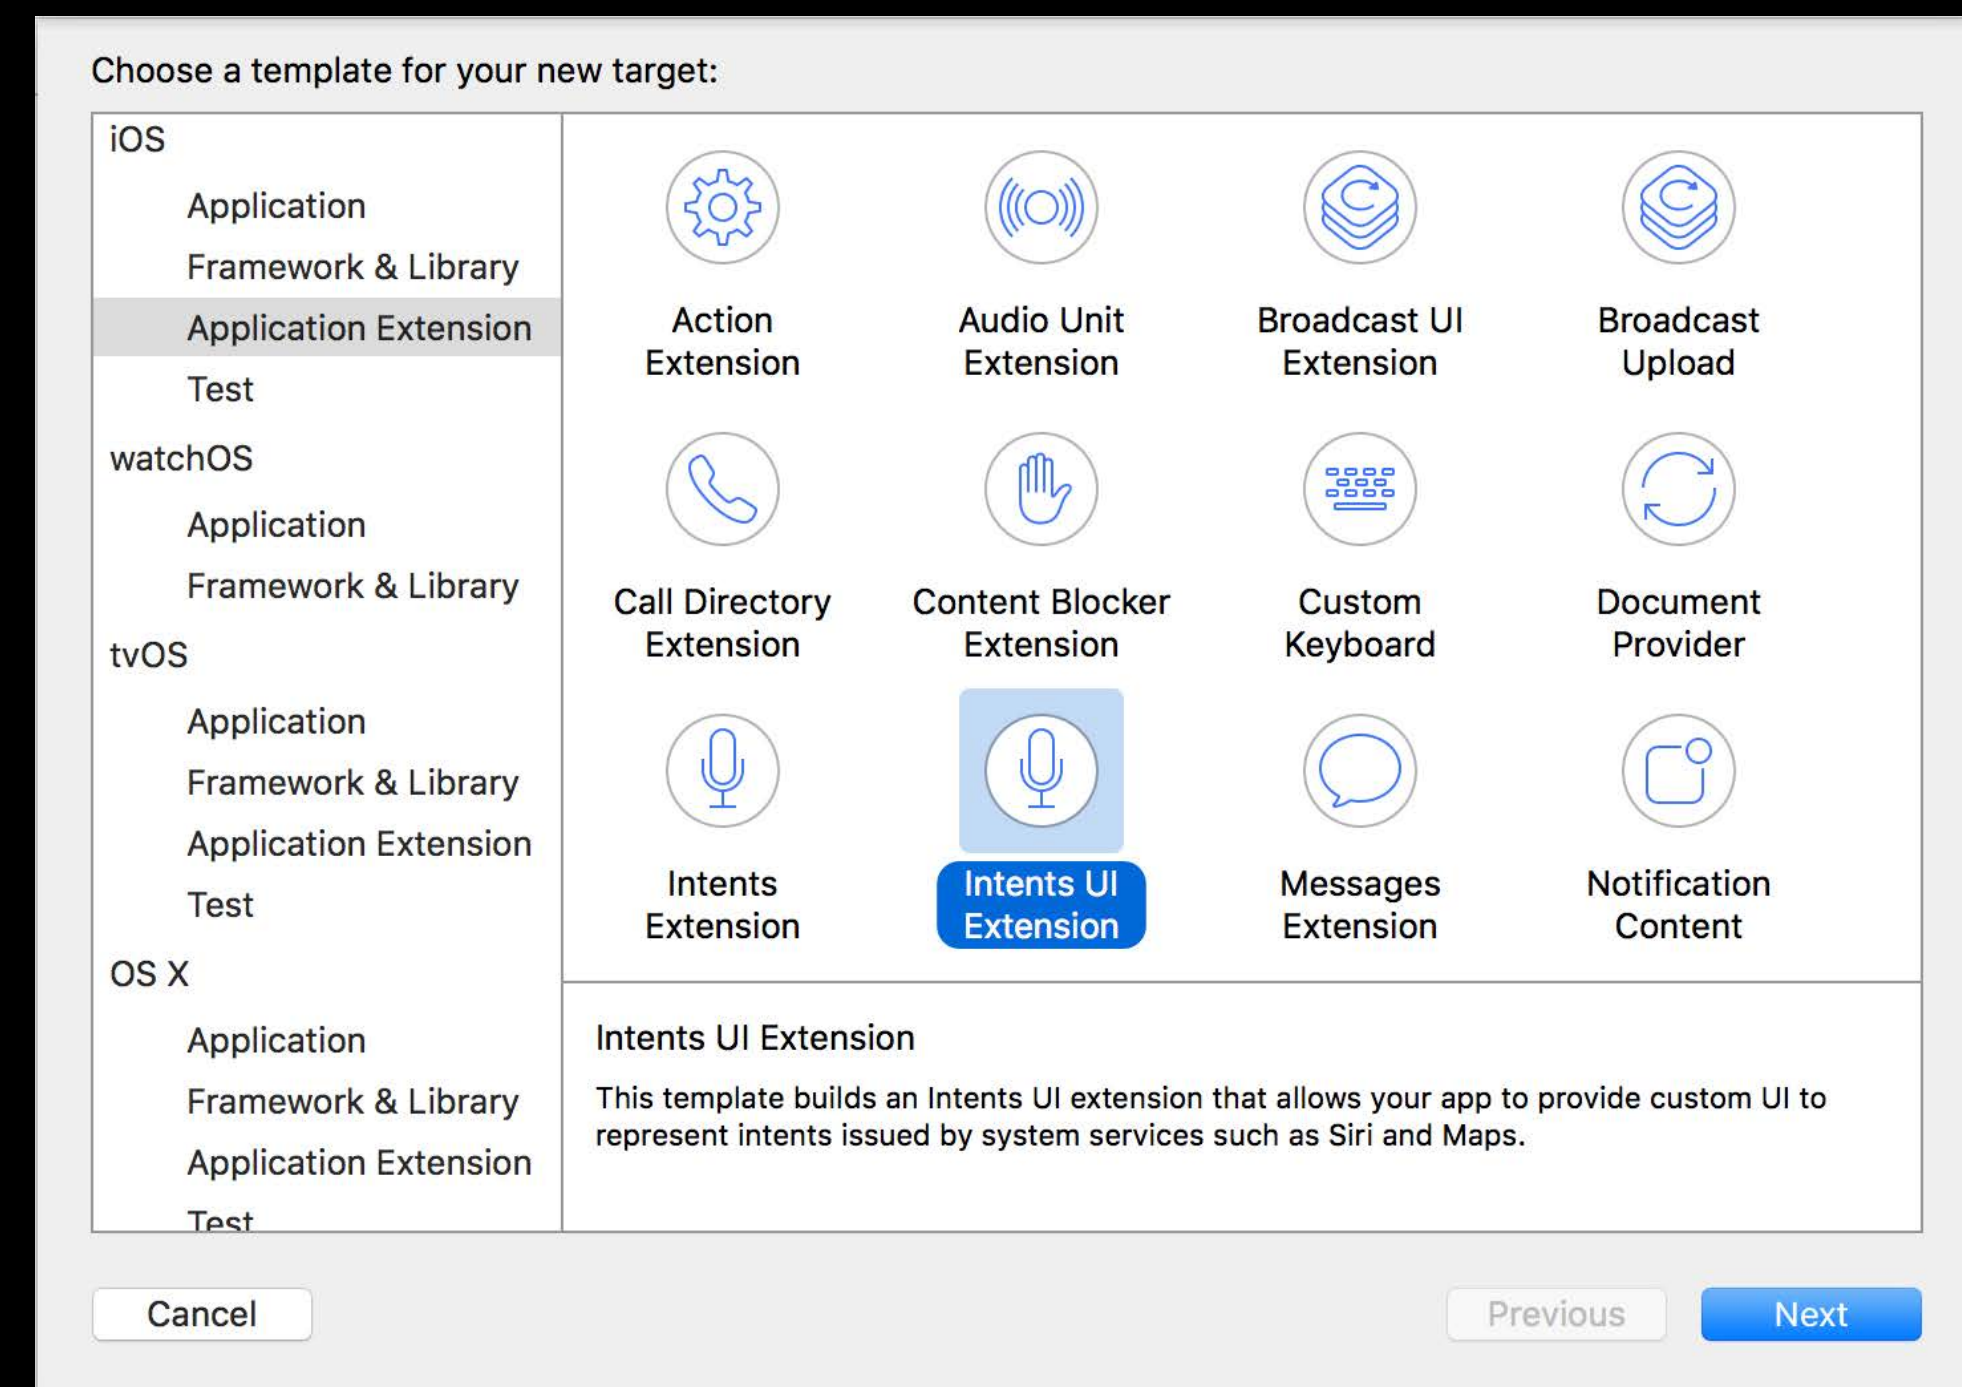 Choose a template for your new target:
iOS
Application
Framework & Library
Application Extension
Test
watchOS
Application
Framework & Library
tvOS
Application
Framework & Library
Application Extension
Test
OS X
Application
Framework & Library
Application Extension
Test
Action
Extension
Audio Unit
Extension
Broadcast UI
Extension
Broadcast
Upload
Call Directory
Extension
Content Blocker
Extension
Custom
Keyboard
Document
Provider
Intents
Extension
Intents UI
Extension
Messages
Extension
Notification
Content
Intents UI Extension
This template builds an Intents UI extension that allows your app to provide custom UI to
represent intents issued by system services such as Siri and Maps.
Cancel
Previous
Next